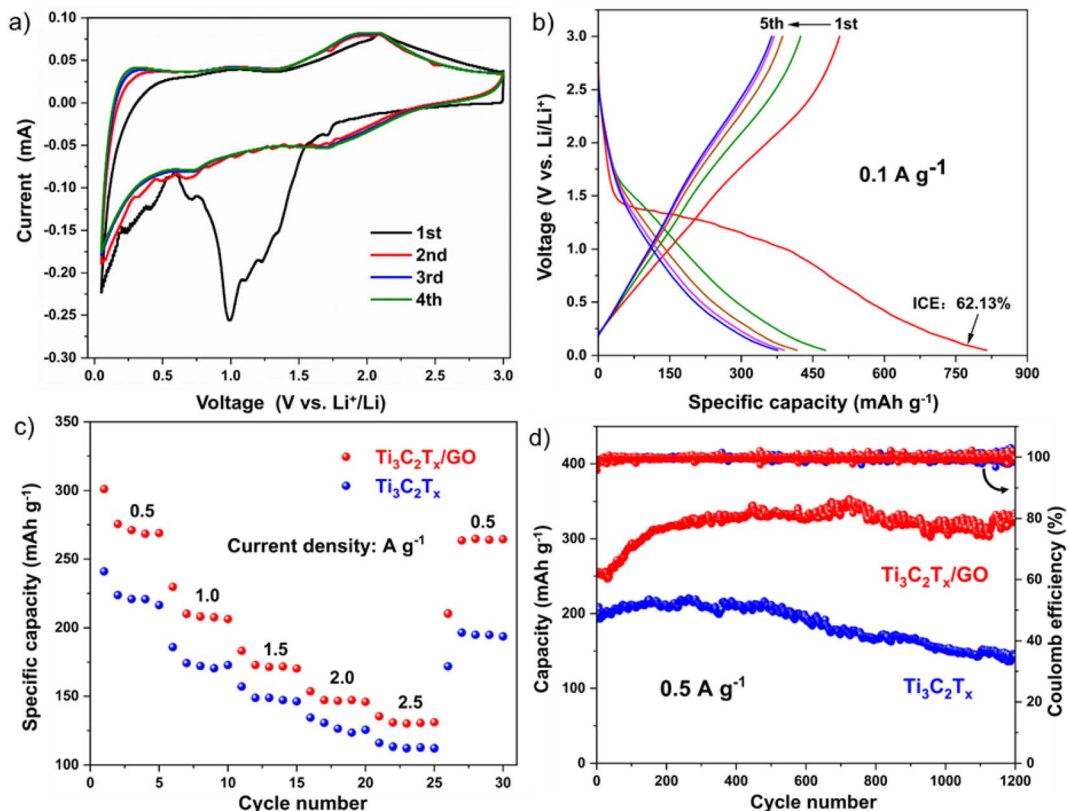 a)
0.10
0.05
0.00
-0.05
-0.10
-0.15
-0.20
-0.25
-0.30
Current (mA)
1st
2nd
3rd
4th
0.0 0.5 1.0 1.5 2.0 2.5 3.0
Voltage (V vs. Li⁺/Li)
b)
5th 1st
3.0
2.5
2.0
1.5
1.0
0.5
0.0
Voltage (V vs. Li/Li⁺)
0.1 A g⁻¹
ICE: 62.13%
0 150 300 450 600 750 900
Specific capacity (mAh g⁻¹)
c)
350
300
250
200
150
100
Specific capacity (mAh g⁻¹)
Ti₃C₂Tₓ/GO
Ti₃C₂Tₓ
0.5
0.5
Current density: A g⁻¹
1.0
1.5
2.0
2.5
0 5 10 15 20 25 30
Cycle number
d)
400
300
200
100
0
Capacity (mAh g⁻¹)
100
80
60
40
20
0
Coulomb efficiency (%)
Ti₃C₂Tₓ/GO
Ti₃C₂Tₓ
0.5 A g⁻¹
0 200 400 600 800 1000 1200
Cycle number